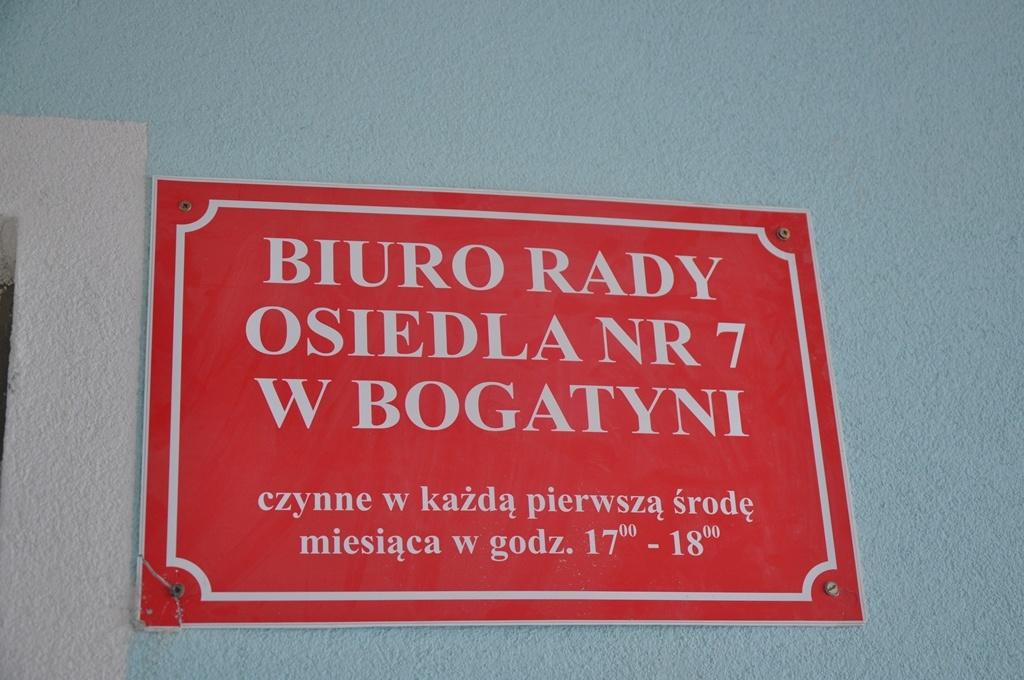 BIURO RADY
OSIEDLA NR 7
W BOGATYNI
czynne w każdą pierwszą środę
miesiąca w godz. 17⁰⁰ - 18⁰⁰